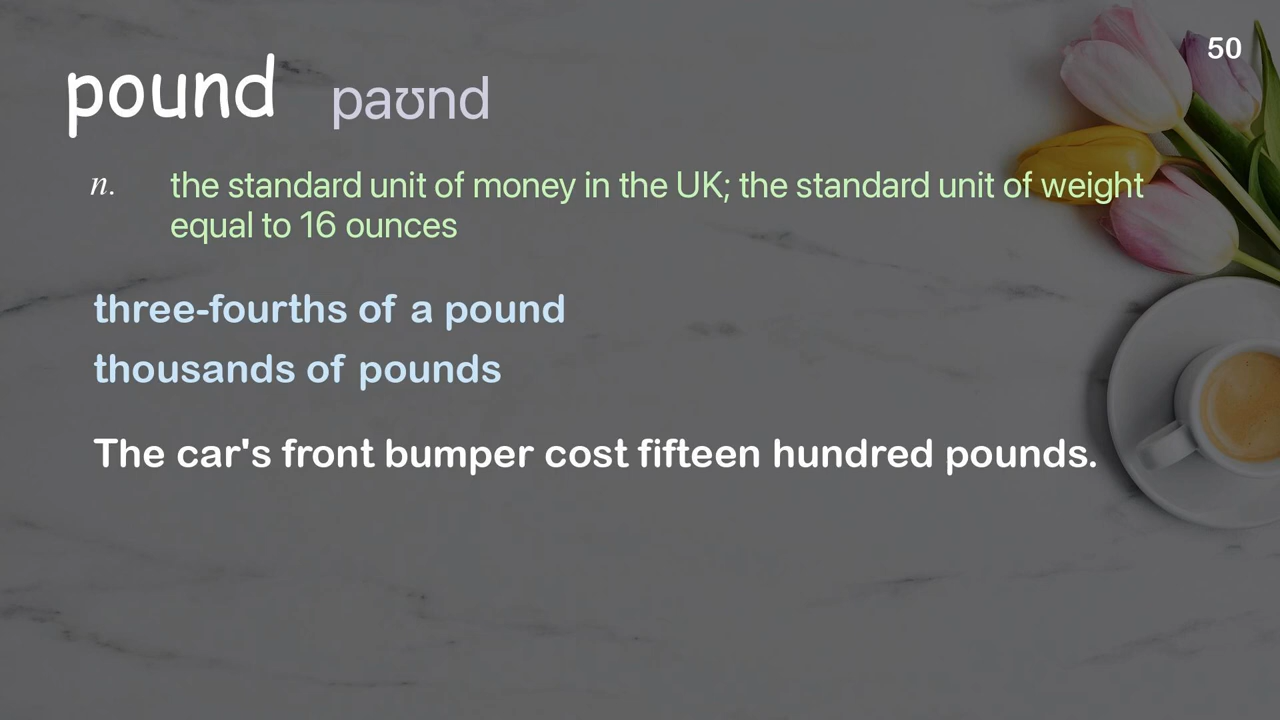 50
pound paʊnd
n. the standard unit of money in the UK; the standard unit of weight
equal to 16 ounces
three-fourths of a pound
thousands of pounds
The car's front bumper cost fifteen hundred pounds.